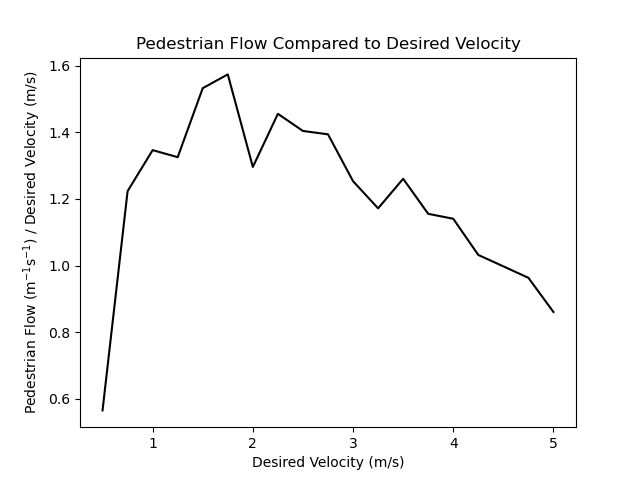 Pedestrian Flow Compared to Desired Velocity
Pedestrian Flow (m⁻¹s⁻¹) / Desired Velocity (m/s)
1.6
1.4
1.2
1.0
0.8
0.6
1 2 3 4 5
Desired Velocity (m/s)